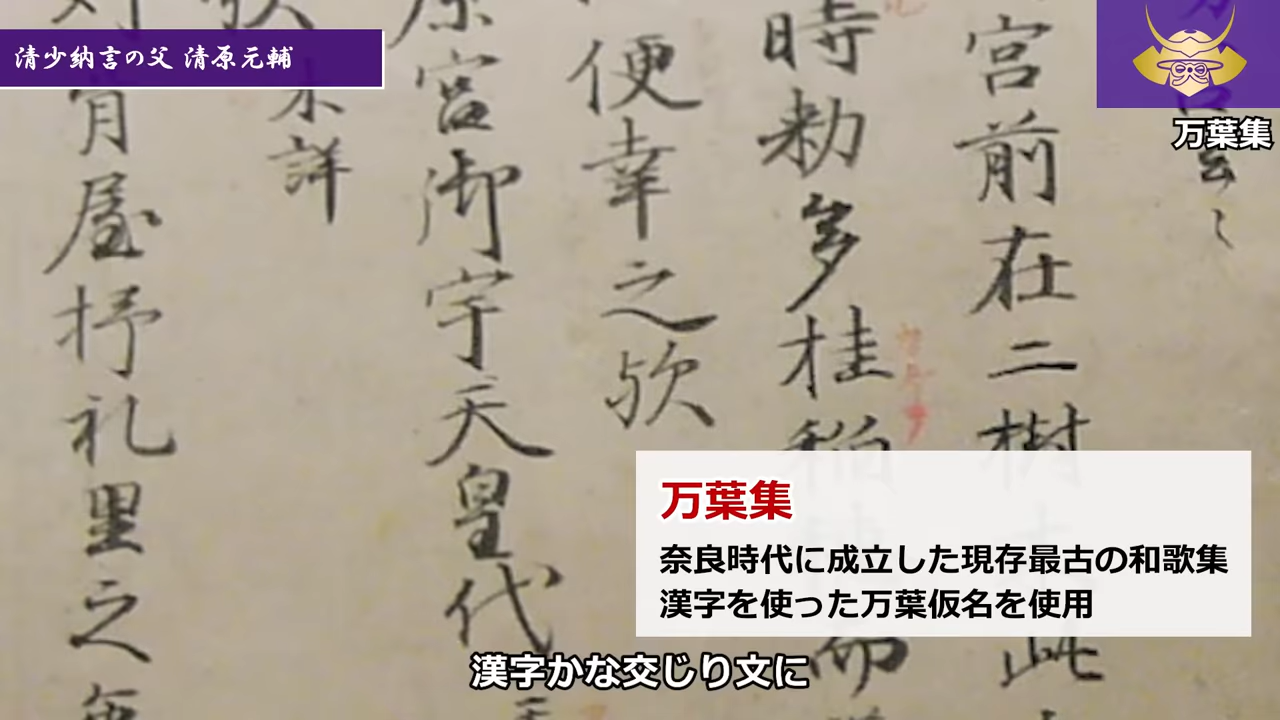 清少納言の父 清原元輔
万葉集
宮前在二樹
時勅多桂稲
便幸之歟
原宮御宇天皇代
未詳
屋抒礼里之
万葉集
奈良時代に成立した現存最古の和歌集
漢字を使った万葉仮名を使用
漢字かな交じり文に